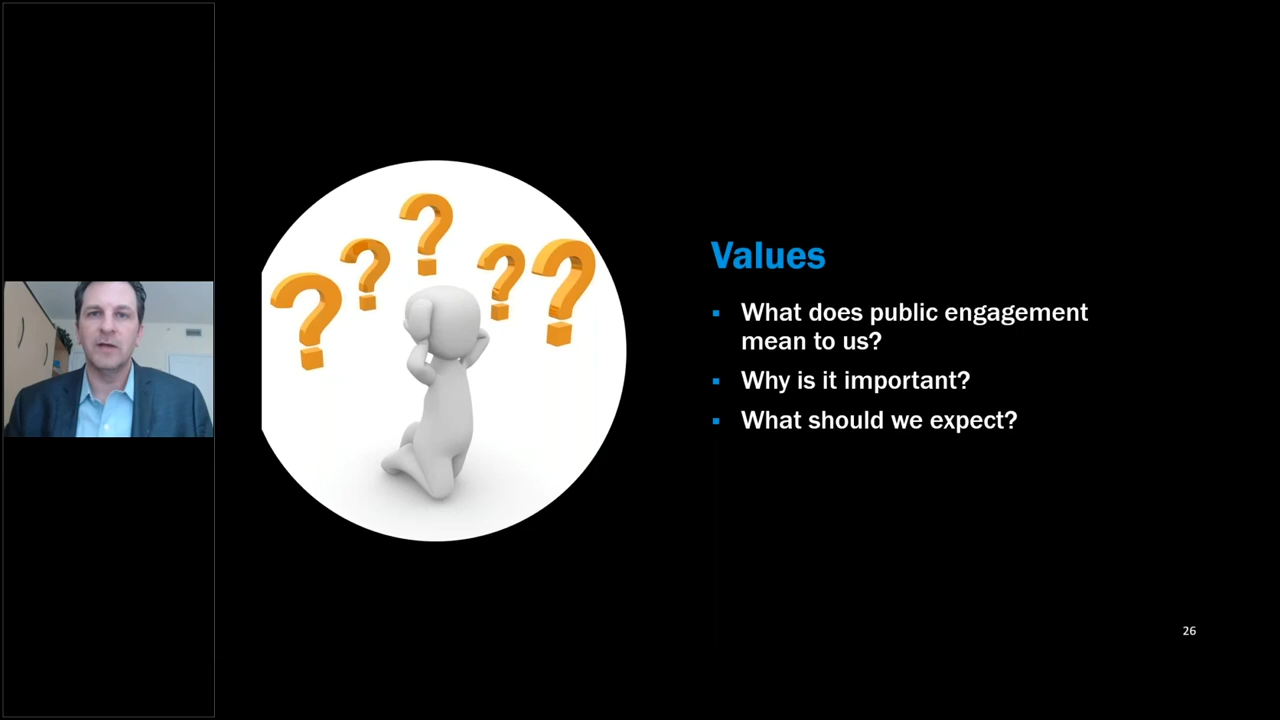 Values
▪ What does public engagement
mean to us?
▪ Why is it important?
▪ What should we expect?
26